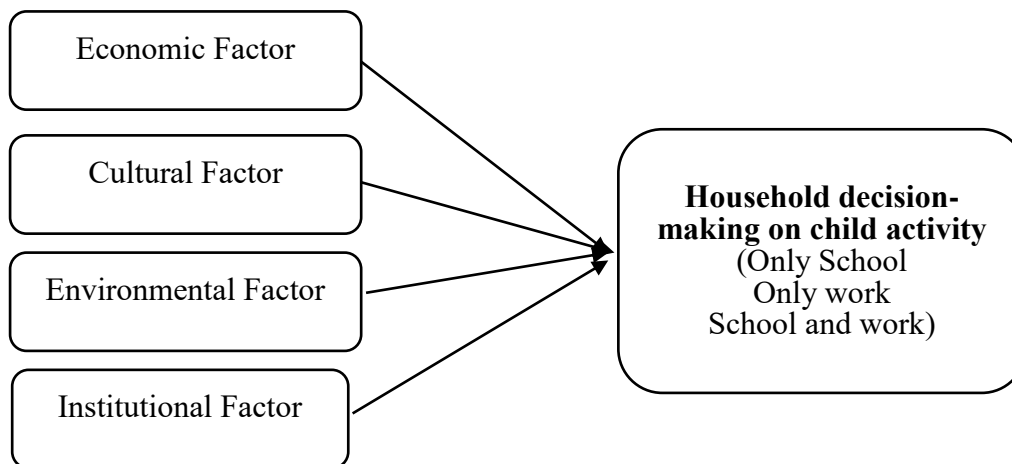 Economic Factor
Cultural Factor
Environmental Factor
Institutional Factor
Household decision-
making on child activity
(Only School
Only work
School and work)